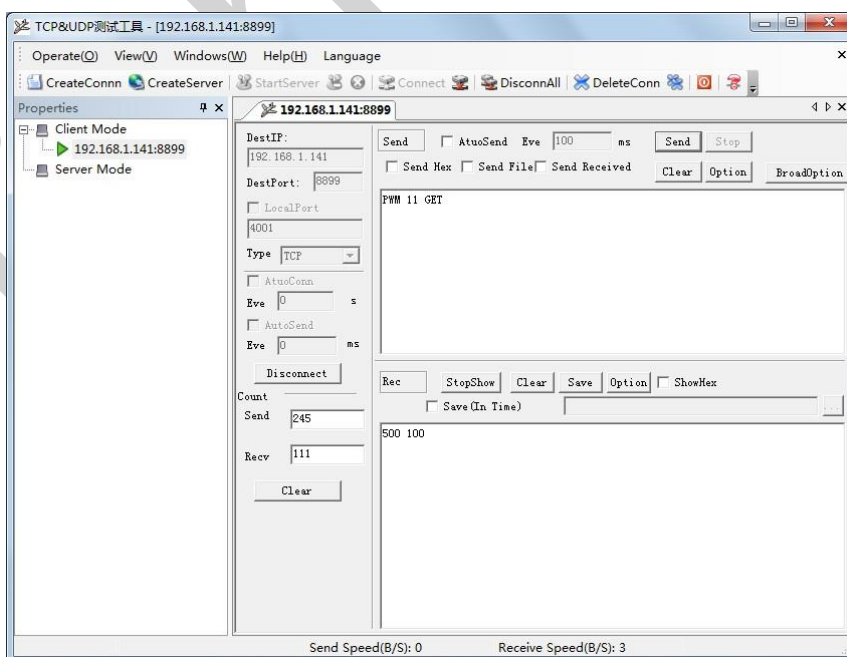 TCP&UDP测试工具 - [192.168.1.141:8899]
Operate(O) View(V) Windows(W) Help(H) Language
CreateConnn CreateServer StartServer Connect DisconnAll DeleteConn
Properties
192.168.1.141:8899
Client Mode
192.168.1.141:8899
Server Mode
DestIP:
192.168.1.141
DestPort: 8899
LocalPort
4001
Type TCP
AtuoConn
Eve 0 s
AutoSend
Eve 0 ms
Disconnect
Count
Send 245
Recv 111
Clear
Send AtuoSend Eve 100 ms Send Stop
Send Hex Send File Send Received Clear Option BroadOption
PWM 11 GET
Rec StopShow Clear Save Option ShowHex
Save(In Time) ...
500 100
Send Speed(B/S): 0 Receive Speed(B/S): 3